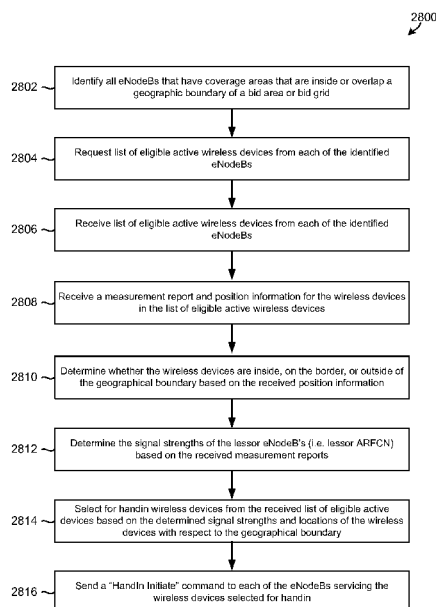 2800
2802
Identify all eNodeBs that have coverage areas that are inside or overlap a
geographic boundary of a bid area or bid grid
2804
Request list of eligible active wireless devices from each of the identified
eNodeBs
2806
Receive list of eligible active wireless devices from each of the identified
eNodeBs
2808
Receive a measurement report and position information for the wireless devices
in the list of eligible active wireless devices
2810
Determine whether the wireless devices are inside, on the border, or outside of
the geographical boundary based on the received position information
2812
Determine the signal strengths of the lessor eNodeB's (i.e. lessor ARFCN)
based on the received measurement reports
2814
Select for handin wireless devices from the received list of eligible active
devices based on the determined signal strengths and locations of the wireless
devices with respect to the geographical boundary
2816
Send a "HandIn Initiate" command to each of the eNodeBs servicing the
wireless devices selected for handin